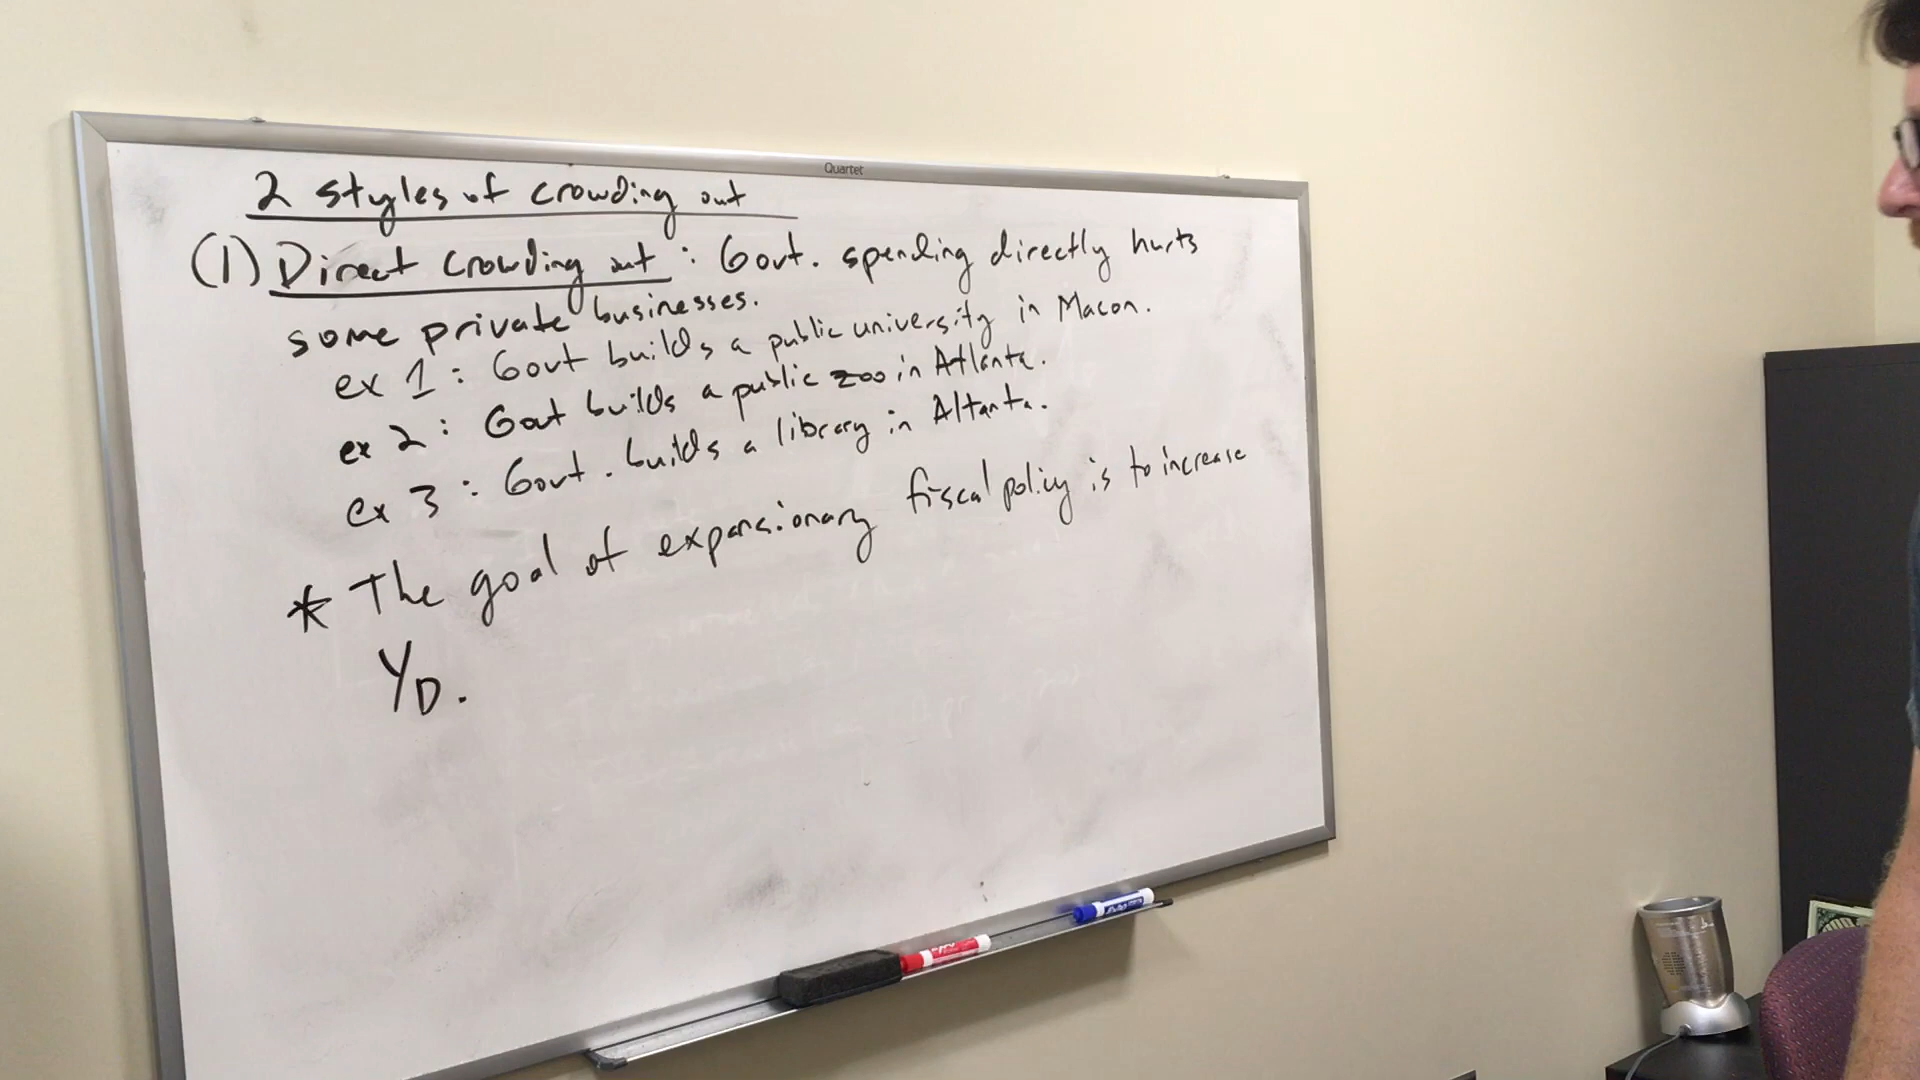 Quartet
2 styles of crowding out
(1) Direct crowding out : Govt. spending directly hurts
some private businesses.
ex 1 : Govt builds a public university in Macon.
ex 2 : Govt builds a public zoo in Atlanta.
ex 3 : Govt. builds a library in Altanta.
* The goal of expansionary fiscal policy is to increase
YD.